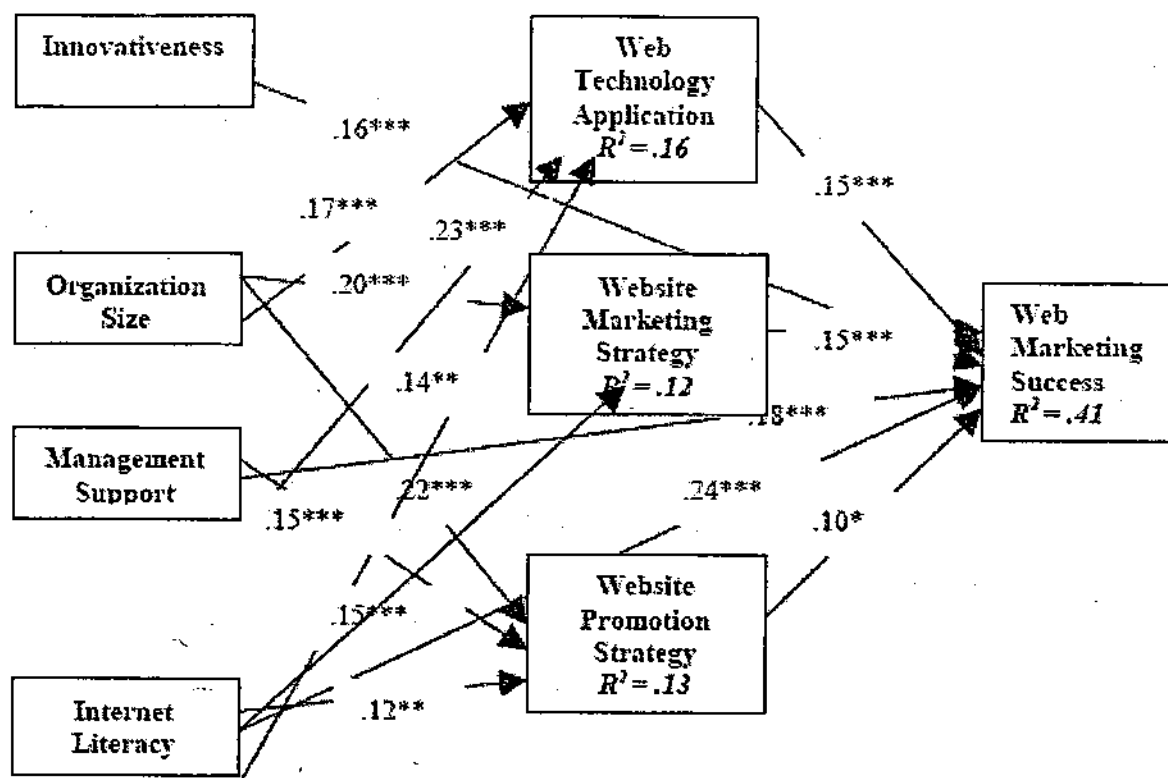 Innovativeness
Web
Technology
Application
R² = .16
.16***
.15***
.17***
.23***
Organization
Size
.20***
Website
Marketing
Strategy
R² = .12
.15***
Web
Marketing
Success
R² = .41
.14**
.18***
Management
Support
.22***
.24***
.15***
.10*
Website
Promotion
Strategy
R² = .13
.15***
.12**
Internet
Literacy